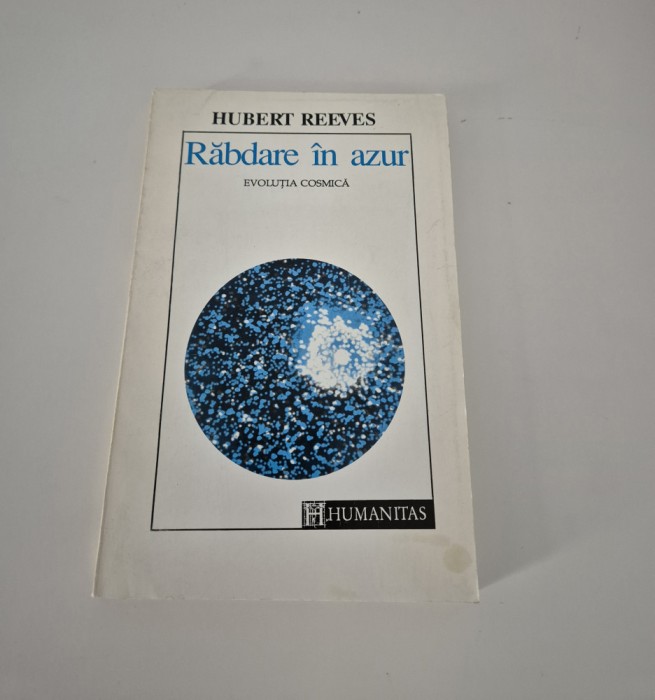 HUBERT REEVES
Răbdare în azur
EVOLUȚIA COSMICĂ
H HUMANITAS